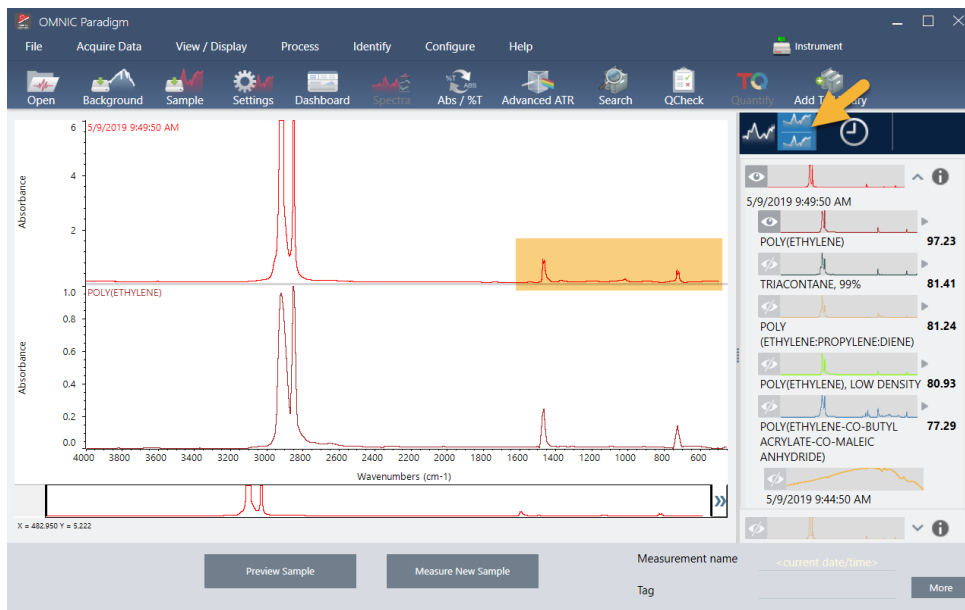 OMNIC Paradigm
File Acquire Data View / Display Process Identify Configure Help Instrument
%T ABS TQ
Open Background Sample Settings Dashboard Spectra Abs / %T Advanced ATR Search QCheck Quantify Add To Library
6 5/9/2019 9:49:50 AM
4
2
Absorbance
1.0 POLY(ETHYLENE)
0.8
0.6
0.4
0.2
0.0
Absorbance
4000 3800 3600 3400 3200 3000 2800 2600 2400 2200 2000 1800 1600 1400 1200 1000 800 600
Wavenumbers (cm-1)
X = 482.950 Y = 5.222
5/9/2019 9:49:50 AM
POLY(ETHYLENE) 97.23
TRIACONTANE, 99% 81.41
POLY 81.24
(ETHYLENE:PROPYLENE:DIENE)
POLY(ETHYLENE), LOW DENSITY 80.93
POLY(ETHYLENE-CO-BUTYL 77.29
ACRYLATE-CO-MALEIC
ANHYDRIDE)
5/9/2019 9:44:50 AM
Preview Sample Measure New Sample
Measurement name <current date/time>
Tag
More